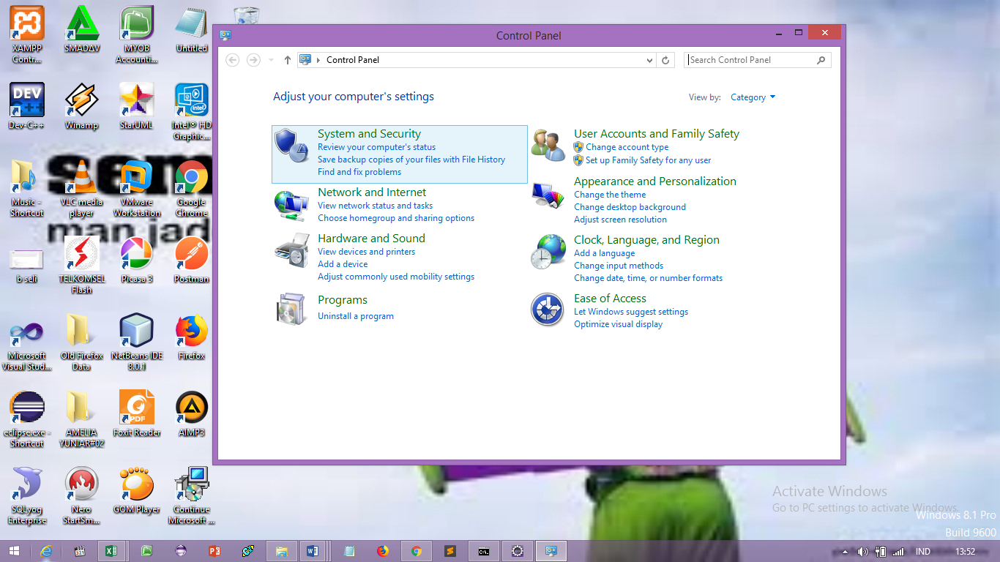 XAMPP
Contr...
SMADAV
MYOB
Accounti...
Untitled
Dev-C++
Winamp
StarUML
Intel® HD
Graphic...
Music -
Shortcut
VLC media
player
VMware
Workstation
Google
Chrome
b seli
TELKOMSEL
Flash
Picasa 3
Postman
Microsoft
Visual Stud...
Old Firefox
Data
NetBeans IDE
8.0.1
Firefox
eclipse.exe -
Shortcut
AMELIA
YUNIAR#02
Foxit Reader
AIMP3
SQLyog
Enterprise
Nero
StartSm...
GOM Player
Continue
Microsoft ...
DEV
PDF
sem
man jad
Control Panel
Control Panel
Search Control Panel
Adjust your computer's settings
View by: Category
System and Security
Review your computer's status
Save backup copies of your files with File History
Find and fix problems
Network and Internet
View network status and tasks
Choose homegroup and sharing options
Hardware and Sound
View devices and printers
Add a device
Adjust commonly used mobility settings
Programs
Uninstall a program
User Accounts and Family Safety
Change account type
Set up Family Safety for any user
Appearance and Personalization
Change the theme
Change desktop background
Adjust screen resolution
Clock, Language, and Region
Add a language
Change input methods
Change date, time, or number formats
Ease of Access
Let Windows suggest settings
Optimize visual display
Activate Windows
Go to PC settings to activate Windows.
Windows 8.1 Pro
Build 9600
IND
13:52